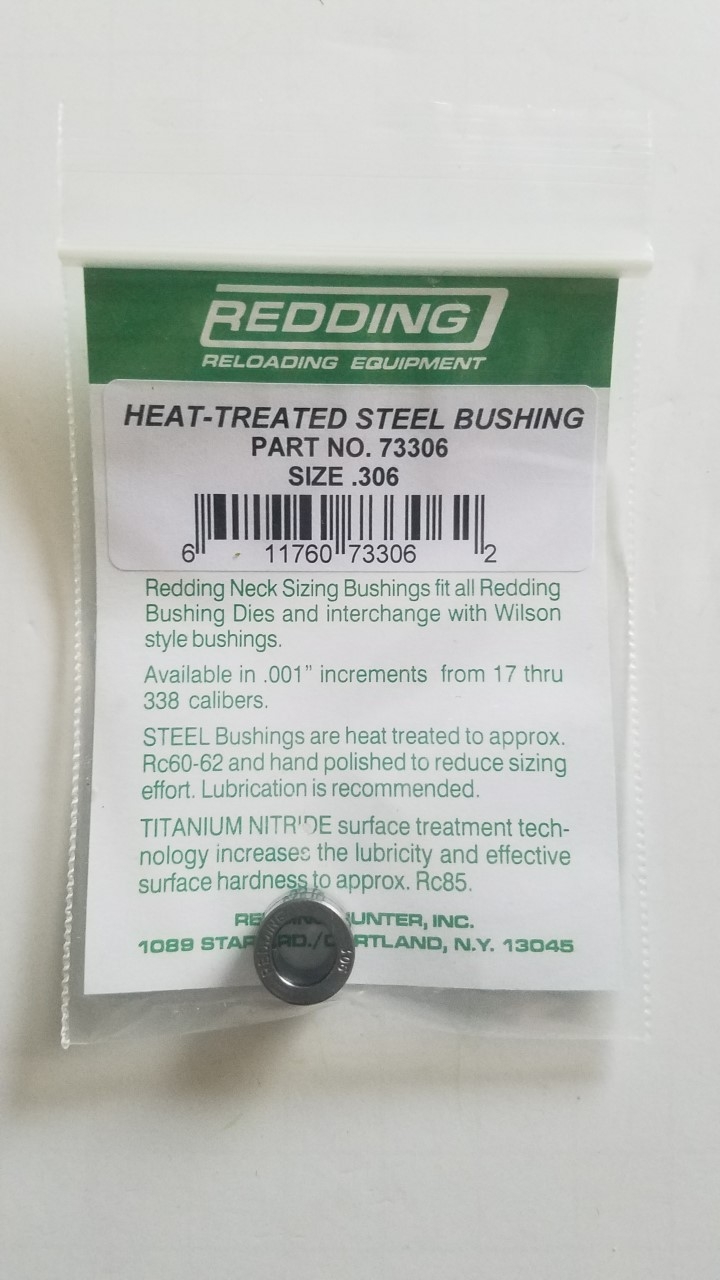 REDDING
RELOADING EQUIPMENT
HEAT-TREATED STEEL BUSHING
PART NO. 73306
SIZE .306
6 11760 73306 2
Redding Neck Sizing Bushings fit all Redding
Bushing Dies and interchange with Wilson
style bushings.
Available in .001" increments from 17 thru
338 calibers.
STEEL Bushings are heat treated to approx.
Rc60-62 and hand polished to reduce sizing
effort. Lubrication is recommended.
TITANIUM NITRIDE surface treatment tech-
nology increases the lubricity and effective
surface hardness to approx. Rc85.
HUNTER, INC.
1089 CORTLAND, N.Y. 13045
REDDING